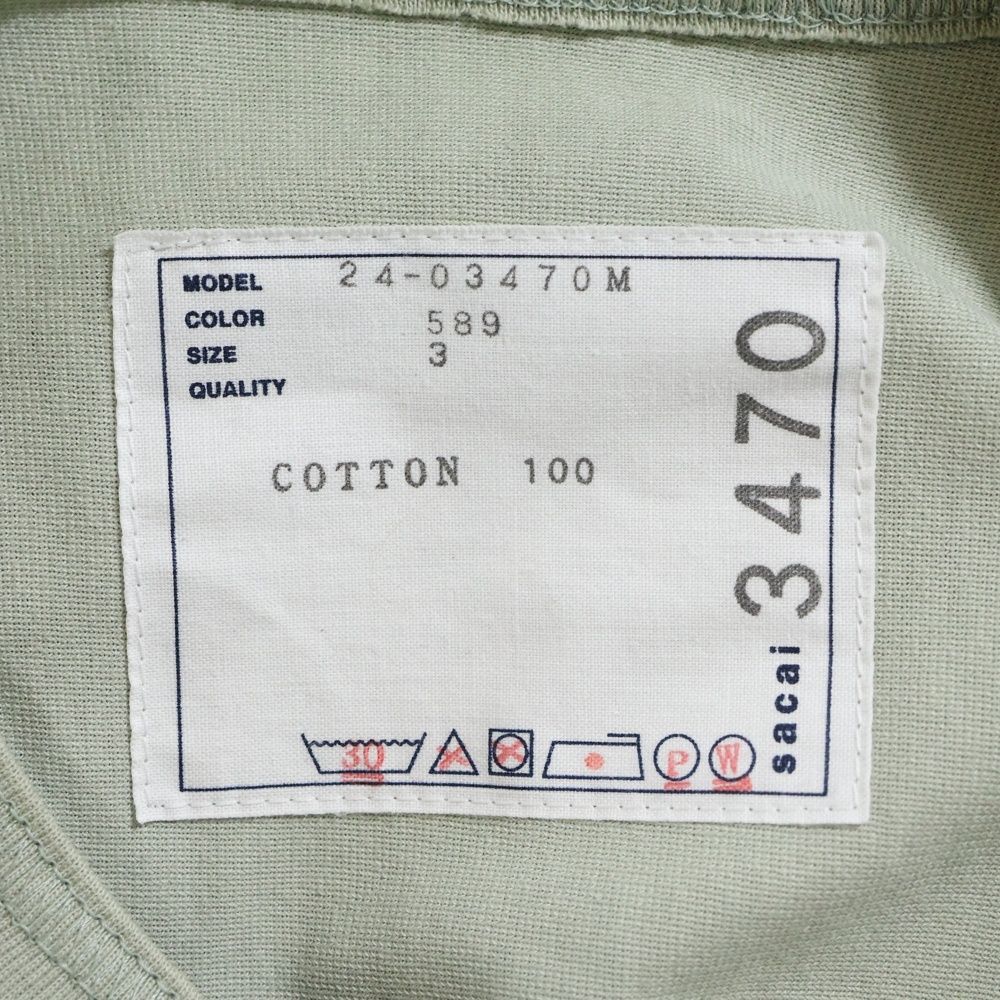 MODEL 24-03470M
COLOR 589
SIZE 3
QUALITY
COTTON 100
sacai 3470
30
P
W